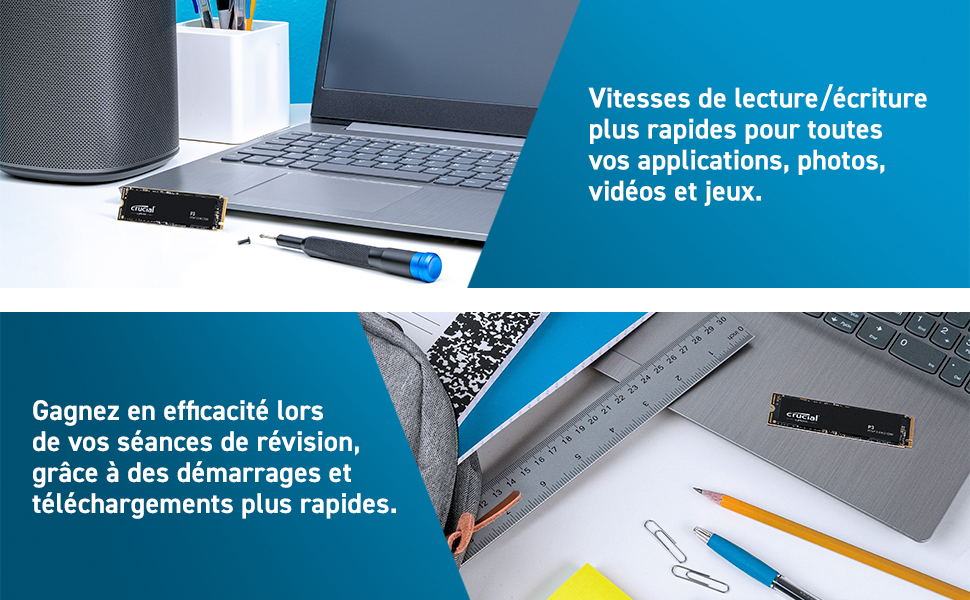 Vitesses de lecture/écriture
plus rapides pour toutes
vos applications, photos,
vidéos et jeux.
crucial
P3
Gagnez en efficacité lors
de vos séances de révision,
grâce à des démarrages et
téléchargements plus rapides.
crucial
P3